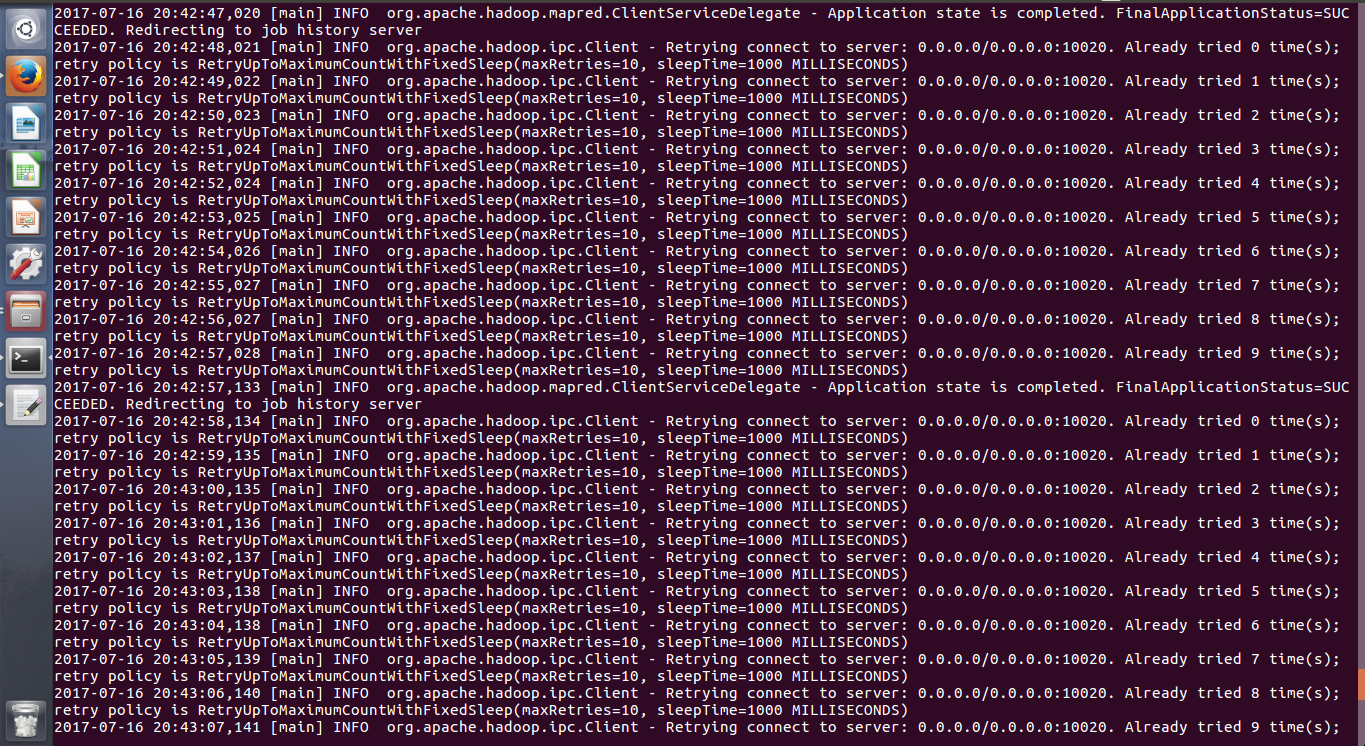 2017-07-16 20:42:47,020 [main] INFO  org.apache.hadoop.mapred.ClientServiceDelegate - Application state is completed. FinalApplicationStatus=SUC
CEEDED. Redirecting to job history server
2017-07-16 20:42:48,021 [main] INFO  org.apache.hadoop.ipc.Client - Retrying connect to server: 0.0.0.0/0.0.0.0:10020. Already tried 0 time(s);
retry policy is RetryUpToMaximumCountWithFixedSleep(maxRetries=10, sleepTime=1000 MILLISECONDS)
2017-07-16 20:42:49,022 [main] INFO  org.apache.hadoop.ipc.Client - Retrying connect to server: 0.0.0.0/0.0.0.0:10020. Already tried 1 time(s);
retry policy is RetryUpToMaximumCountWithFixedSleep(maxRetries=10, sleepTime=1000 MILLISECONDS)
2017-07-16 20:42:50,023 [main] INFO  org.apache.hadoop.ipc.Client - Retrying connect to server: 0.0.0.0/0.0.0.0:10020. Already tried 2 time(s);
retry policy is RetryUpToMaximumCountWithFixedSleep(maxRetries=10, sleepTime=1000 MILLISECONDS)
2017-07-16 20:42:51,024 [main] INFO  org.apache.hadoop.ipc.Client - Retrying connect to server: 0.0.0.0/0.0.0.0:10020. Already tried 3 time(s);
retry policy is RetryUpToMaximumCountWithFixedSleep(maxRetries=10, sleepTime=1000 MILLISECONDS)
2017-07-16 20:42:52,024 [main] INFO  org.apache.hadoop.ipc.Client - Retrying connect to server: 0.0.0.0/0.0.0.0:10020. Already tried 4 time(s);
retry policy is RetryUpToMaximumCountWithFixedSleep(maxRetries=10, sleepTime=1000 MILLISECONDS)
2017-07-16 20:42:53,025 [main] INFO  org.apache.hadoop.ipc.Client - Retrying connect to server: 0.0.0.0/0.0.0.0:10020. Already tried 5 time(s);
retry policy is RetryUpToMaximumCountWithFixedSleep(maxRetries=10, sleepTime=1000 MILLISECONDS)
2017-07-16 20:42:54,026 [main] INFO  org.apache.hadoop.ipc.Client - Retrying connect to server: 0.0.0.0/0.0.0.0:10020. Already tried 6 time(s);
retry policy is RetryUpToMaximumCountWithFixedSleep(maxRetries=10, sleepTime=1000 MILLISECONDS)
2017-07-16 20:42:55,027 [main] INFO  org.apache.hadoop.ipc.Client - Retrying connect to server: 0.0.0.0/0.0.0.0:10020. Already tried 7 time(s);
retry policy is RetryUpToMaximumCountWithFixedSleep(maxRetries=10, sleepTime=1000 MILLISECONDS)
2017-07-16 20:42:56,027 [main] INFO  org.apache.hadoop.ipc.Client - Retrying connect to server: 0.0.0.0/0.0.0.0:10020. Already tried 8 time(s);
retry policy is RetryUpToMaximumCountWithFixedSleep(maxRetries=10, sleepTime=1000 MILLISECONDS)
2017-07-16 20:42:57,028 [main] INFO  org.apache.hadoop.ipc.Client - Retrying connect to server: 0.0.0.0/0.0.0.0:10020. Already tried 9 time(s);
retry policy is RetryUpToMaximumCountWithFixedSleep(maxRetries=10, sleepTime=1000 MILLISECONDS)
2017-07-16 20:42:57,133 [main] INFO  org.apache.hadoop.mapred.ClientServiceDelegate - Application state is completed. FinalApplicationStatus=SUC
CEEDED. Redirecting to job history server
2017-07-16 20:42:58,134 [main] INFO  org.apache.hadoop.ipc.Client - Retrying connect to server: 0.0.0.0/0.0.0.0:10020. Already tried 0 time(s);
retry policy is RetryUpToMaximumCountWithFixedSleep(maxRetries=10, sleepTime=1000 MILLISECONDS)
2017-07-16 20:42:59,135 [main] INFO  org.apache.hadoop.ipc.Client - Retrying connect to server: 0.0.0.0/0.0.0.0:10020. Already tried 1 time(s);
retry policy is RetryUpToMaximumCountWithFixedSleep(maxRetries=10, sleepTime=1000 MILLISECONDS)
2017-07-16 20:43:00,135 [main] INFO  org.apache.hadoop.ipc.Client - Retrying connect to server: 0.0.0.0/0.0.0.0:10020. Already tried 2 time(s);
retry policy is RetryUpToMaximumCountWithFixedSleep(maxRetries=10, sleepTime=1000 MILLISECONDS)
2017-07-16 20:43:01,136 [main] INFO  org.apache.hadoop.ipc.Client - Retrying connect to server: 0.0.0.0/0.0.0.0:10020. Already tried 3 time(s);
retry policy is RetryUpToMaximumCountWithFixedSleep(maxRetries=10, sleepTime=1000 MILLISECONDS)
2017-07-16 20:43:02,137 [main] INFO  org.apache.hadoop.ipc.Client - Retrying connect to server: 0.0.0.0/0.0.0.0:10020. Already tried 4 time(s);
retry policy is RetryUpToMaximumCountWithFixedSleep(maxRetries=10, sleepTime=1000 MILLISECONDS)
2017-07-16 20:43:03,138 [main] INFO  org.apache.hadoop.ipc.Client - Retrying connect to server: 0.0.0.0/0.0.0.0:10020. Already tried 5 time(s);
retry policy is RetryUpToMaximumCountWithFixedSleep(maxRetries=10, sleepTime=1000 MILLISECONDS)
2017-07-16 20:43:04,138 [main] INFO  org.apache.hadoop.ipc.Client - Retrying connect to server: 0.0.0.0/0.0.0.0:10020. Already tried 6 time(s);
retry policy is RetryUpToMaximumCountWithFixedSleep(maxRetries=10, sleepTime=1000 MILLISECONDS)
2017-07-16 20:43:05,139 [main] INFO  org.apache.hadoop.ipc.Client - Retrying connect to server: 0.0.0.0/0.0.0.0:10020. Already tried 7 time(s);
retry policy is RetryUpToMaximumCountWithFixedSleep(maxRetries=10, sleepTime=1000 MILLISECONDS)
2017-07-16 20:43:06,140 [main] INFO  org.apache.hadoop.ipc.Client - Retrying connect to server: 0.0.0.0/0.0.0.0:10020. Already tried 8 time(s);
retry policy is RetryUpToMaximumCountWithFixedSleep(maxRetries=10, sleepTime=1000 MILLISECONDS)
2017-07-16 20:43:07,141 [main] INFO  org.apache.hadoop.ipc.Client - Retrying connect to server: 0.0.0.0/0.0.0.0:10020. Already tried 9 time(s);